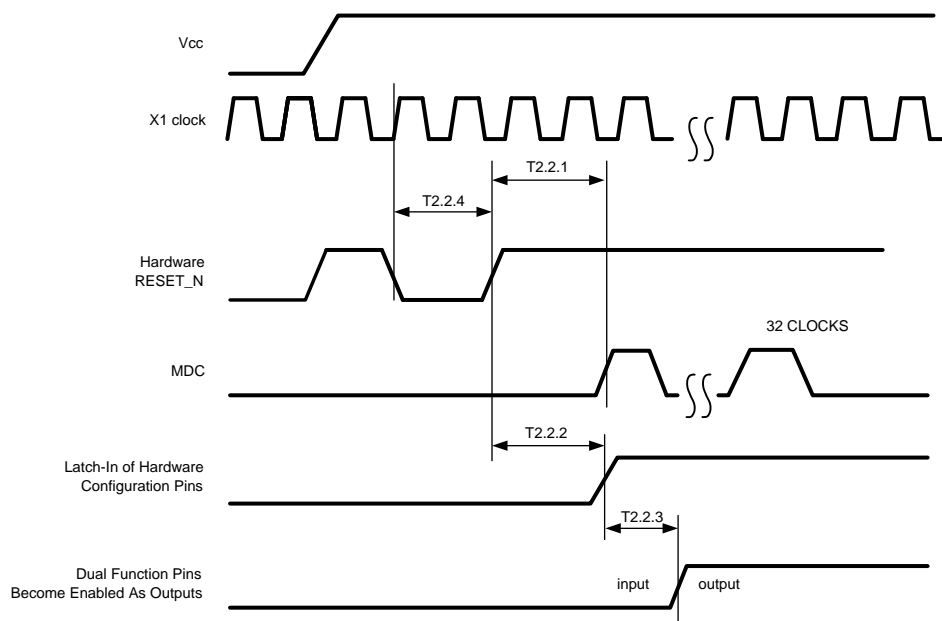 Vcc
X1 clock
T2.2.1
T2.2.4
Hardware
RESET_N
32 CLOCKS
MDC
T2.2.2
Latch-In of Hardware
Configuration Pins
T2.2.3
Dual Function Pins
Become Enabled As Outputs
input
output